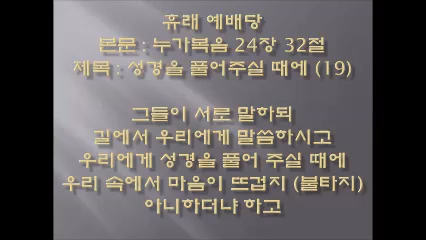 휴래 예배당
본문 : 누가복음 24장 32절
제목 : 성경을 풀어주실 때에 (19)
그들이 서로 말하되
길에서 우리에게 말씀하시고
우리에게 성경을 풀어 주실 때에
우리 속에서 마음이 뜨겁지 (불타지)
아니하더냐 하고